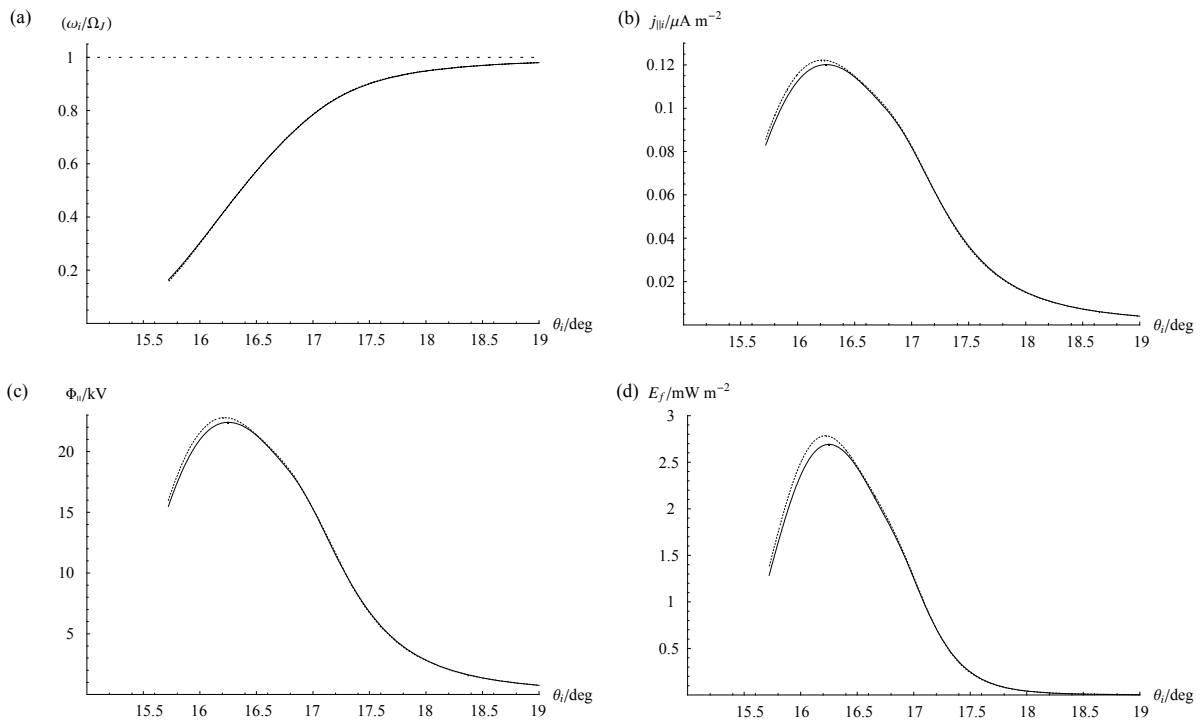 (a)
(ω_i/Ω_J)
1
0.8
0.6
0.4
0.2
15.5 16 16.5 17 17.5 18 18.5 19
θ_i/deg
(b)
j_∥i/μA m⁻²
0.12
0.1
0.08
0.06
0.04
0.02
15.5 16 16.5 17 17.5 18 18.5 19
θ_i/deg
(c)
Φ_∥/kV
20
15
10
5
15.5 16 16.5 17 17.5 18 18.5 19
θ_i/deg
(d)
E_f/mW m⁻²
3
2.5
2
1.5
1
0.5
15.5 16 16.5 17 17.5 18 18.5 19
θ_i/deg